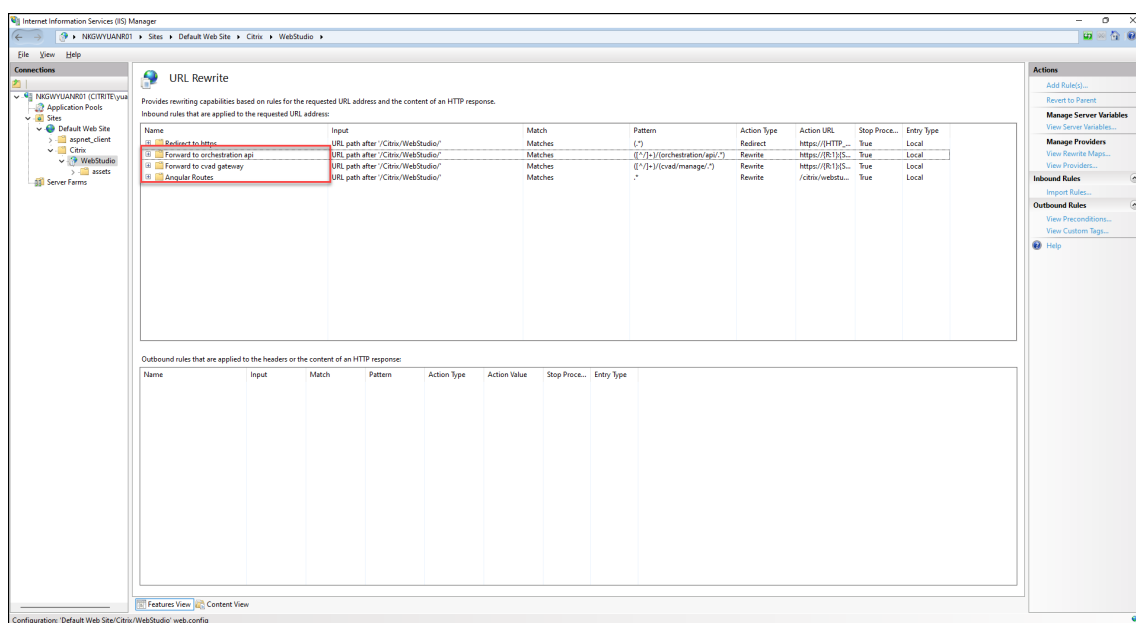 Internet Information Services (IIS) Manager
NKGWYUANR01 ▸ Sites ▸ Default Web Site ▸ Citrix ▸ WebStudio ▸
File View Help
Connections
NKGWYUANR01 (CITRITE\yua
Application Pools
Sites
Default Web Site
aspnet_client
Citrix
WebStudio
assets
Server Farms
URL Rewrite
Provides rewriting capabilities based on rules for the requested URL address and the content of an HTTP response.
Inbound rules that are applied to the requested URL address:
Name Input Match Pattern Action Type Action URL Stop Proce... Entry Type
Redirect to https URL path after '/Citrix/WebStudio/' Matches (.*) Redirect https://{HTTP_... True Local
Forward to orchestration api URL path after '/Citrix/WebStudio/' Matches ([^/]+)/(orchestration/api/.*) Rewrite https://{R:1}:{S... True Local
Forward to cvad gateway URL path after '/Citrix/WebStudio/' Matches ([^/]+)/(cvad/manage/.*) Rewrite https://{R:1}:{S... True Local
Angular Routes URL path after '/Citrix/WebStudio/' Matches .* Rewrite /citrix/webstu... True Local
Outbound rules that are applied to the headers or the content of an HTTP response:
Name Input Match Pattern Action Type Action Value Stop Proce... Entry Type
Features View Content View
Configuration: 'Default Web Site/Citrix/WebStudio' web.config
Actions
Add Rule(s)...
Revert to Parent
Manage Server Variables
View Server Variables...
Manage Providers
View Rewrite Maps...
View Providers...
Inbound Rules
Import Rules...
Outbound Rules
View Preconditions...
View Custom Tags...
Help